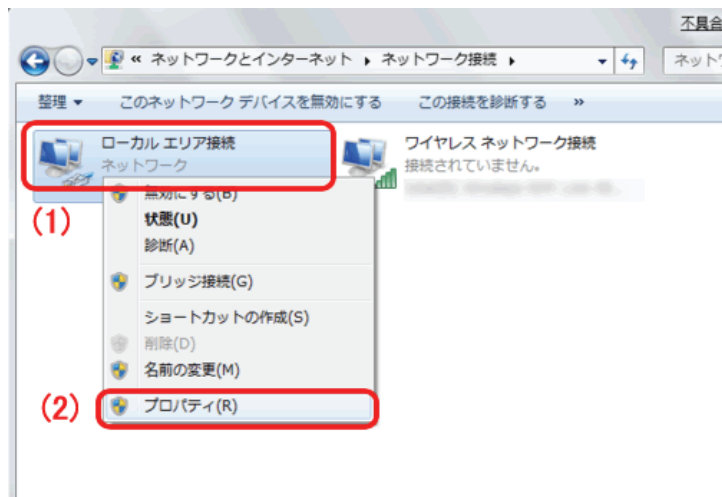 不具合
« ネットワークとインターネット ▸ ネットワーク接続 ▸
ネットワ
整理 ▼ このネットワーク デバイスを無効にする この接続を診断する »
ローカル エリア接続
ネットワーク
ワイヤレス ネットワーク接続
接続されていません。
(1)
無効にする(B)
状態(U)
診断(A)
ブリッジ接続(G)
ショートカットの作成(S)
削除(D)
名前の変更(M)
(2)
プロパティ(R)